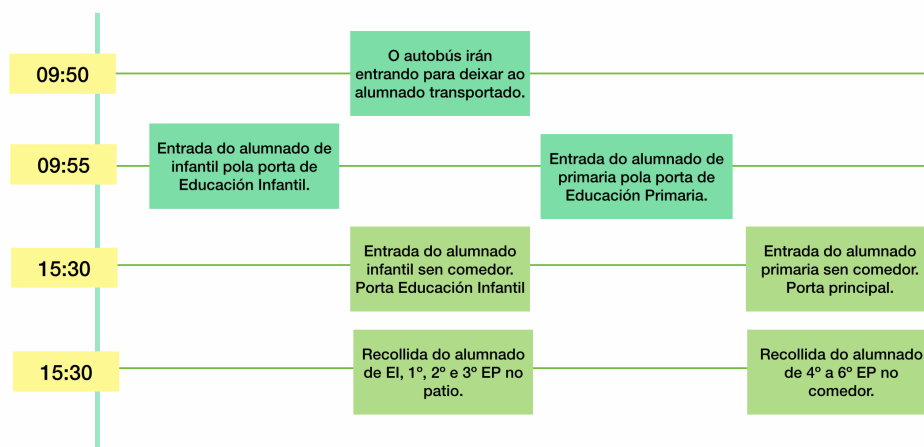 09:50
O autobús irán
entrando para deixar ao
alumnado transportado.
09:55
Entrada do alumnado de
infantil pola porta de
Educación Infantil.
Entrada do alumnado de
primaria pola porta de
Educación Primaria.
15:30
Entrada do alumnado
infantil sen comedor.
Porta Educación Infantil
Entrada do alumnado
primaria sen comedor.
Porta principal.
15:30
Recollida do alumnado
de EI, 1º, 2º e 3º EP no
patio.
Recollida do alumnado
de 4º a 6º EP no
comedor.